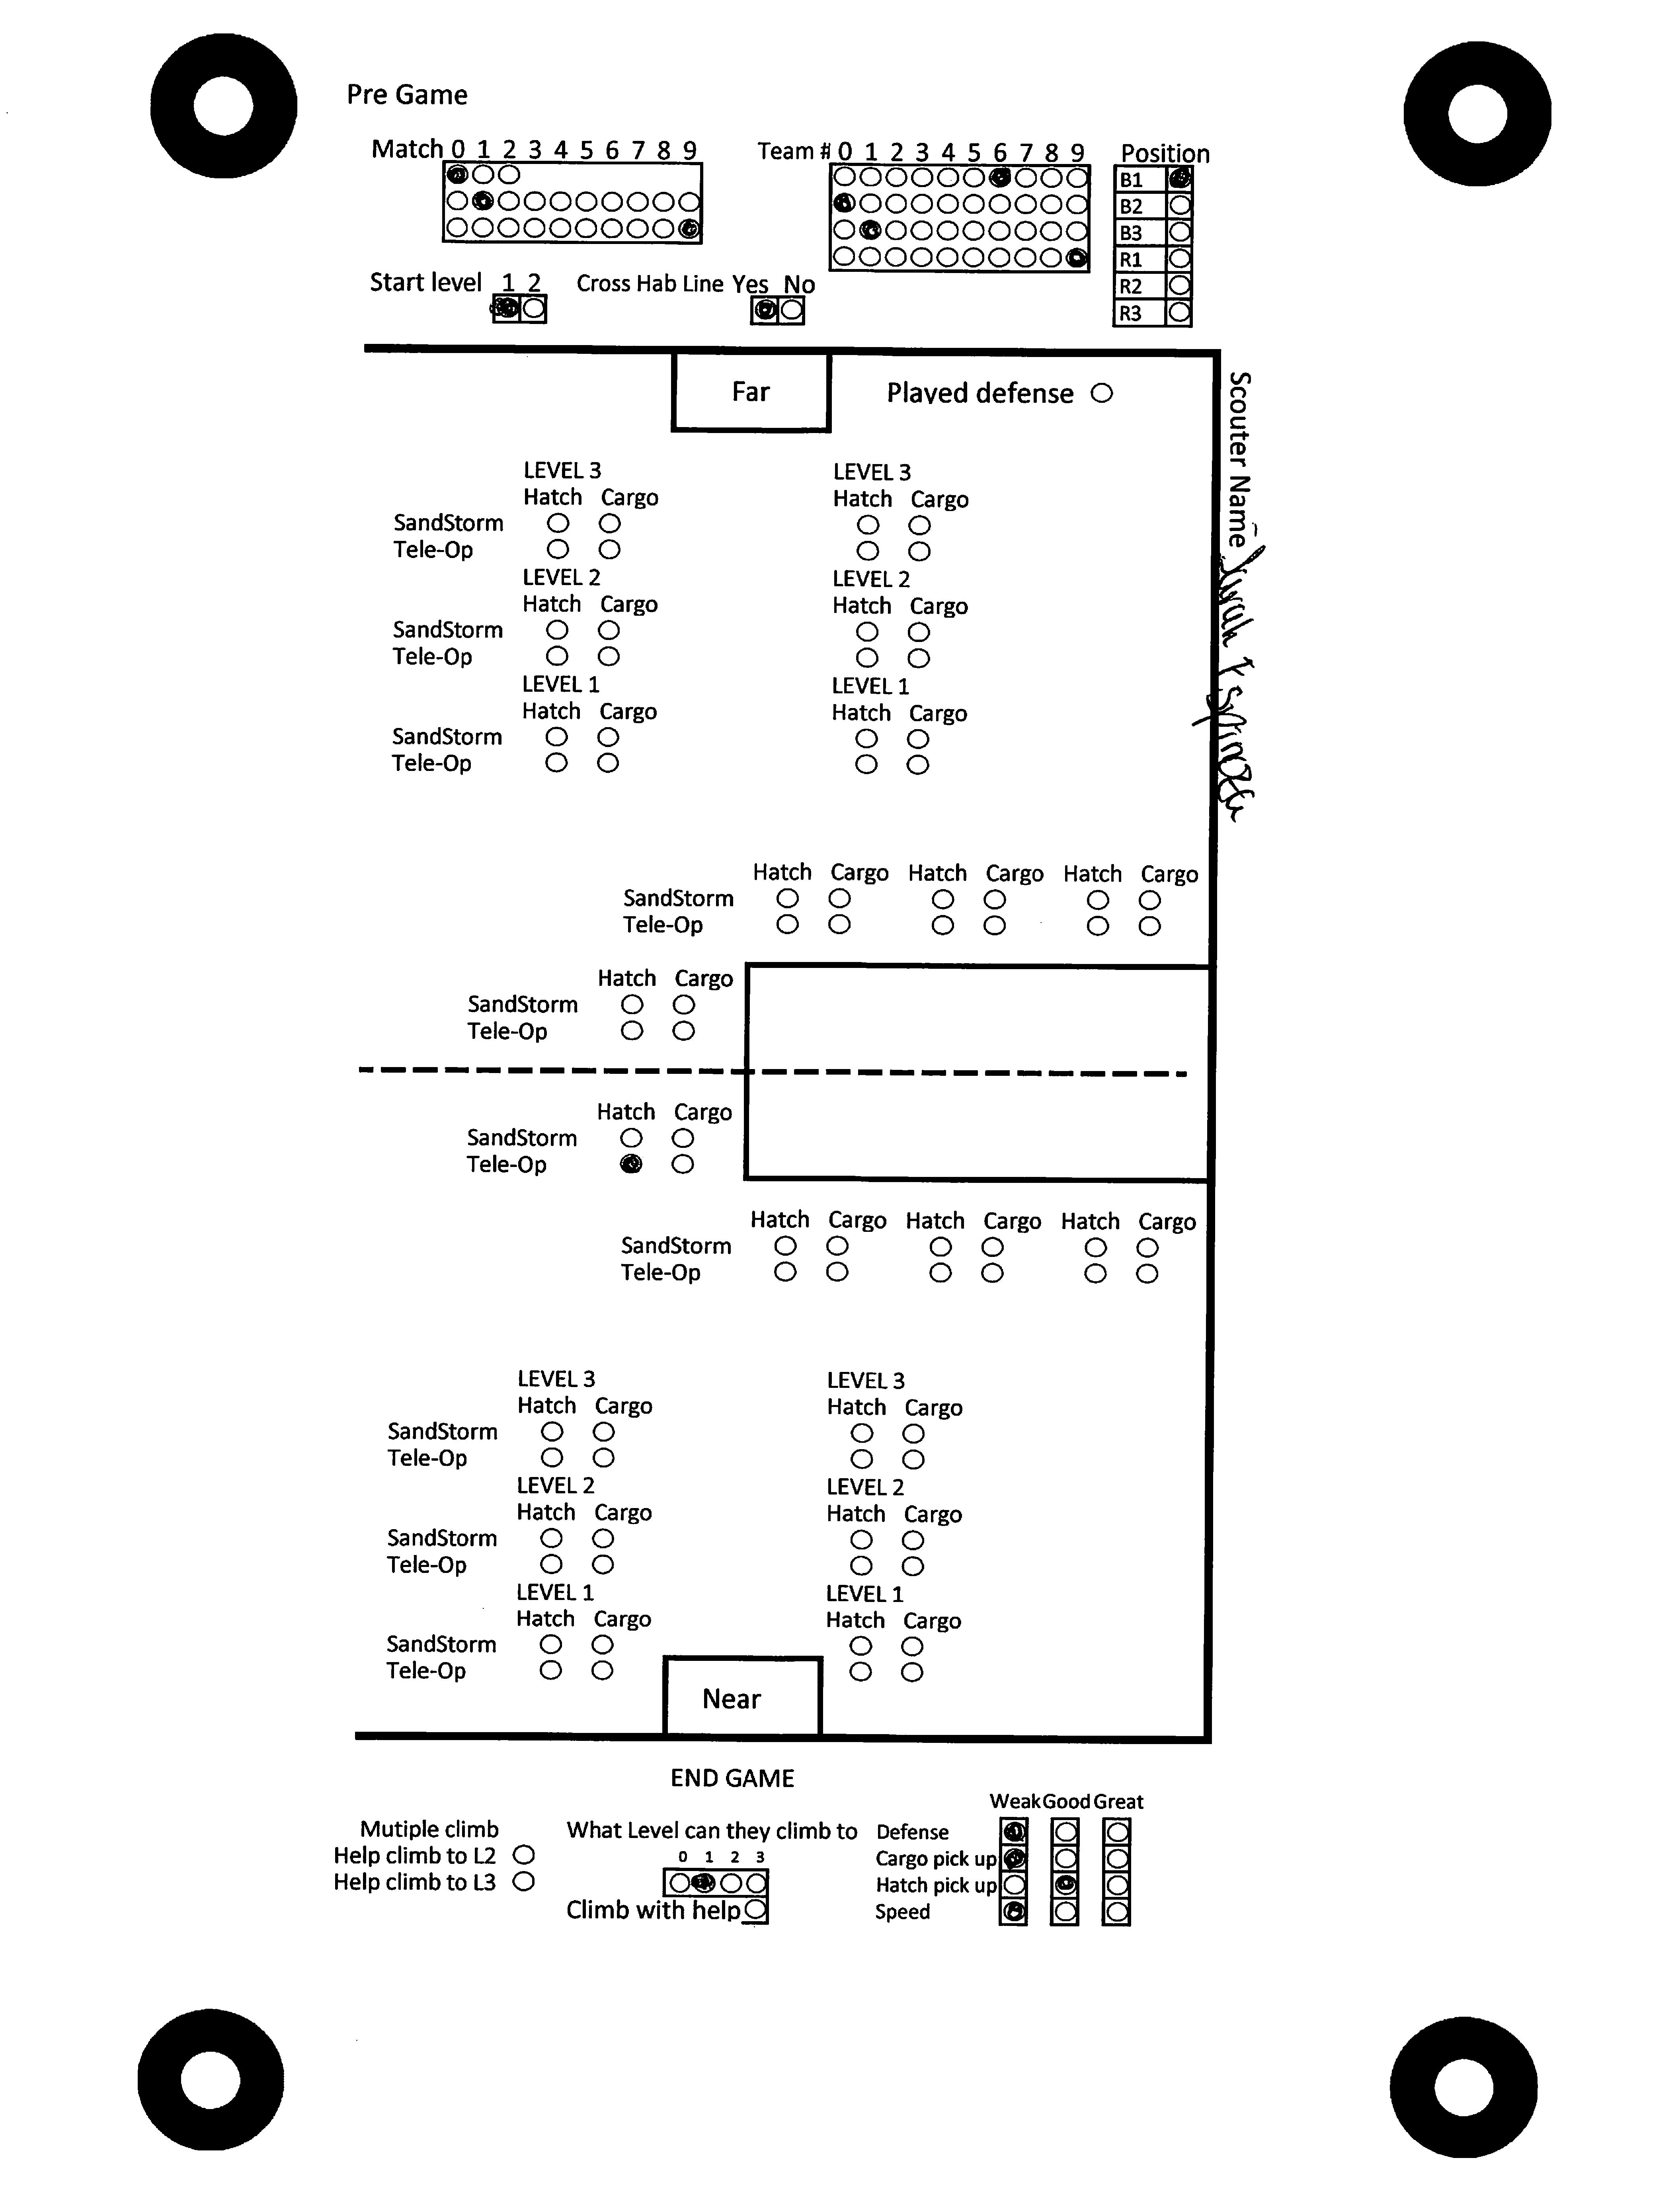 Pre Game
Match 0 1 2 3 4 5 6 7 8 9
Team # 0 1 2 3 4 5 6 7 8 9
Position
B1
B2
B3
R1
R2
R3
Start level 1 2
Cross Hab Line Yes No
Far
Played defense
Scouter Name
LEVEL 3 LEVEL 3
Hatch Cargo Hatch Cargo
SandStorm
Tele-Op
LEVEL 2 LEVEL 2
Hatch Cargo Hatch Cargo
SandStorm
Tele-Op
LEVEL 1 LEVEL 1
Hatch Cargo Hatch Cargo
SandStorm
Tele-Op
Hatch Cargo Hatch Cargo Hatch Cargo
SandStorm
Tele-Op
Hatch Cargo
SandStorm
Tele-Op
Hatch Cargo
SandStorm
Tele-Op
Hatch Cargo Hatch Cargo Hatch Cargo
SandStorm
Tele-Op
LEVEL 3 LEVEL 3
Hatch Cargo Hatch Cargo
SandStorm
Tele-Op
LEVEL 2 LEVEL 2
Hatch Cargo Hatch Cargo
SandStorm
Tele-Op
LEVEL 1 LEVEL 1
Hatch Cargo Hatch Cargo
SandStorm
Tele-Op
Near
END GAME
Mutiple climb
Help climb to L2
Help climb to L3
What Level can they climb to
0 1 2 3
Climb with help
Weak Good Great
Defense
Cargo pick up
Hatch pick up
Speed